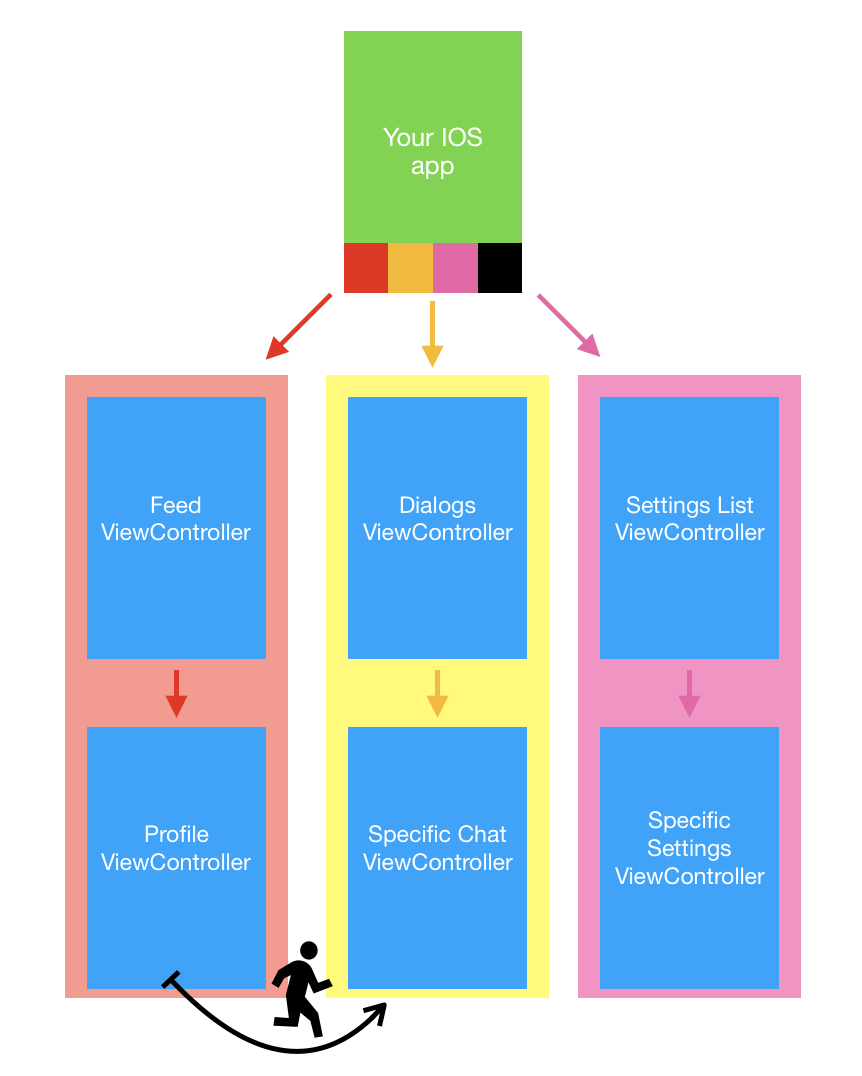 Your IOS
app
Feed
ViewController
Dialogs
ViewController
Settings List
ViewController
Profile
ViewController
Specific Chat
ViewController
Specific
Settings
ViewController